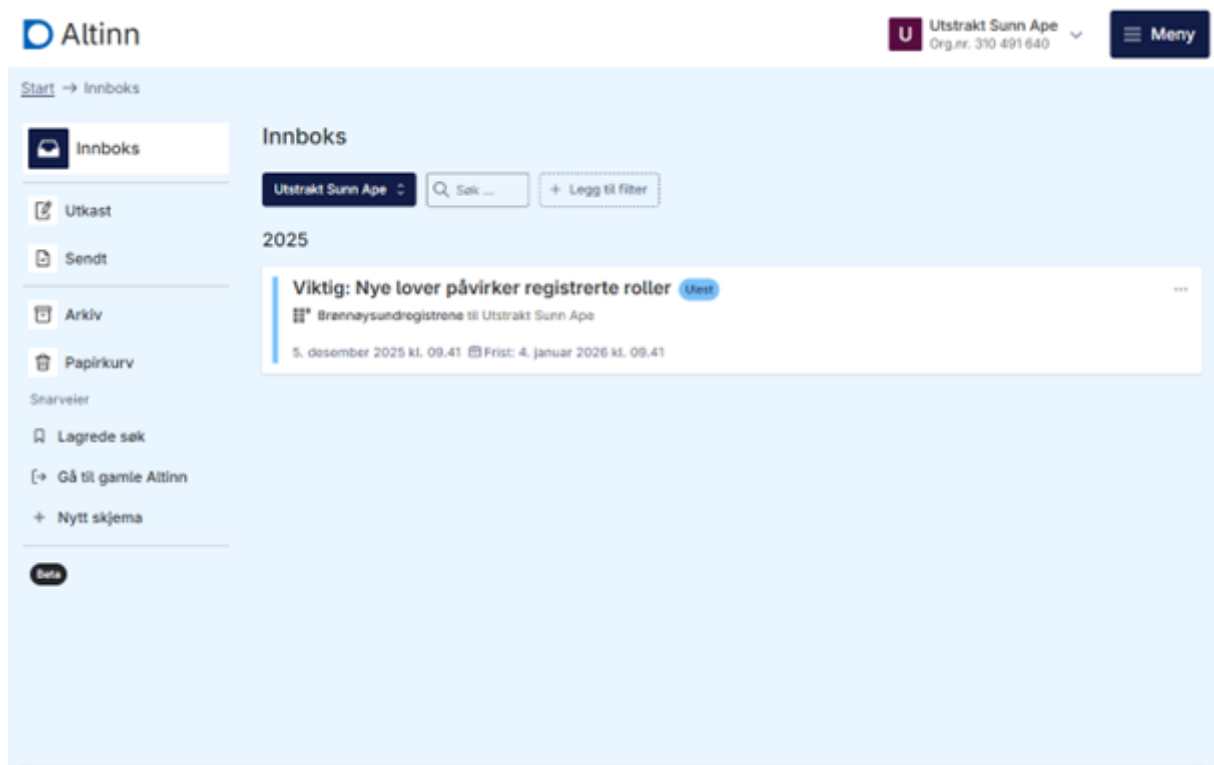 Altinn
U
Utstrakt Sunn Ape
Org.nr. 310 491 640
Meny
Start → Innboks
Innboks
Utkast
Sendt
Arkiv
Papirkurv
Snarveier
Lagrede søk
Gå til gamle Altinn
+ Nytt skjema
Beta
Innboks
Utstrakt Sunn Ape
Søk ...
+ Legg til filter
2025
Viktig: Nye lover påvirker registrerte roller Ulest
Brønnøysundregistrene til Utstrakt Sunn Ape
5. desember 2025 kl. 09.41 Frist: 4. januar 2026 kl. 09.41